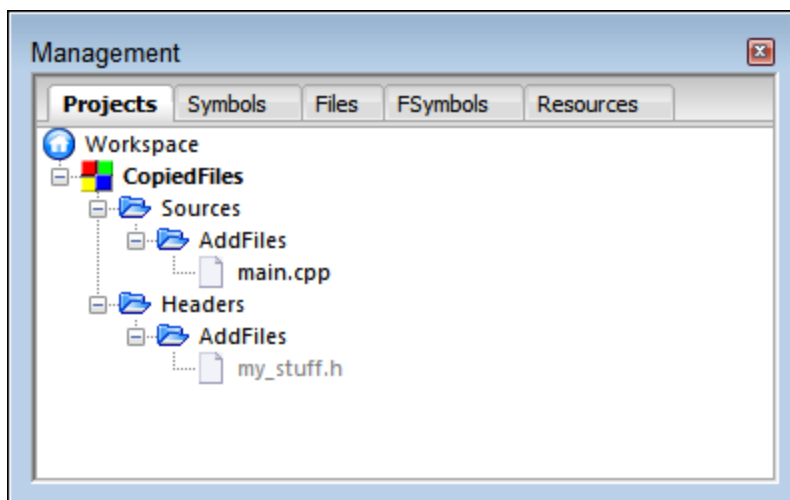 Management
Projects Symbols Files FSymbols Resources
Workspace
CopiedFiles
Sources
AddFiles
main.cpp
Headers
AddFiles
my_stuff.h